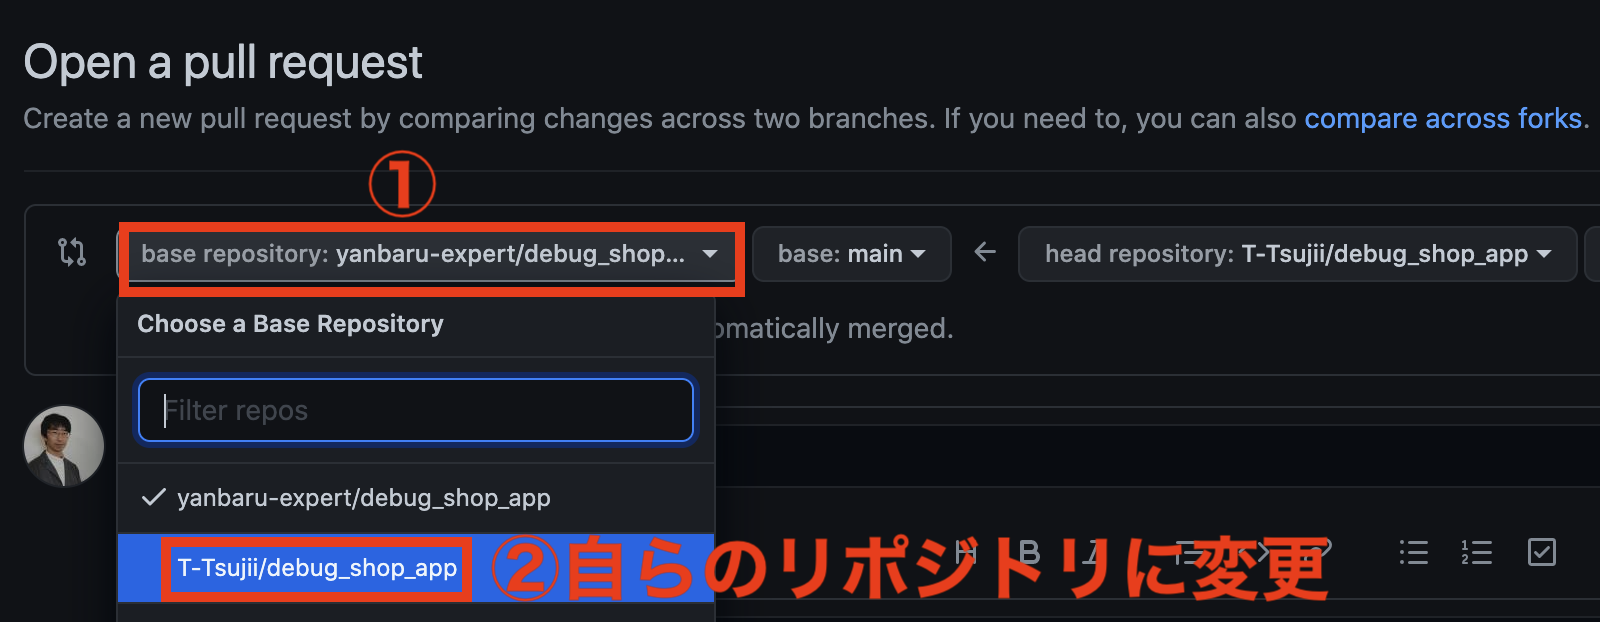 Open a pull request
Create a new pull request by comparing changes across two branches. If you need to, you can also compare across forks.
①
base repository: yanbaru-expert/debug_shop... base: main head repository: T-Tsujii/debug_shop_app
Choose a Base Repository
omatically merged.
Filter repos
yanbaru-expert/debug_shop_app
T-Tsujii/debug_shop_app ②自らのリポジトリに変更